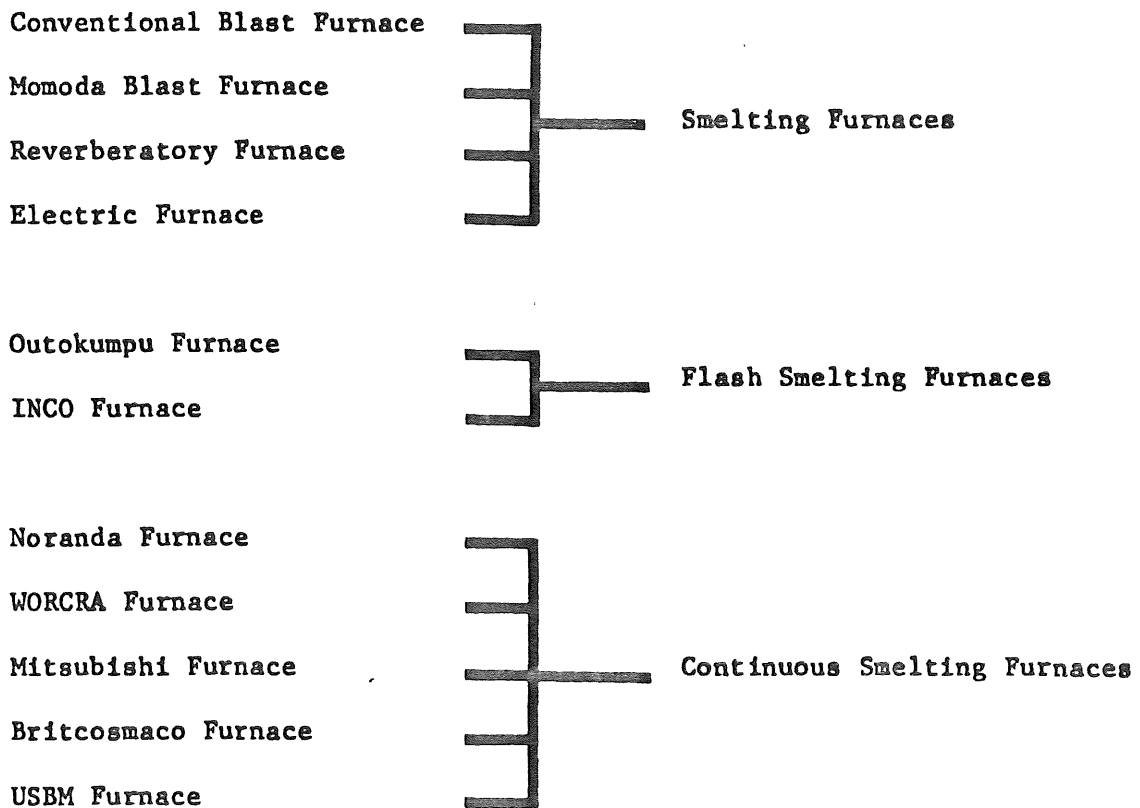 Conventional Blast Furnace
Momoda Blast Furnace
Reverberatory Furnace
Electric Furnace
Smelting Furnaces
Outokumpu Furnace
INCO Furnace
Flash Smelting Furnaces
Noranda Furnace
WORCRA Furnace
Mitsubishi Furnace
Britcosmaco Furnace
USBM Furnace
Continuous Smelting Furnaces